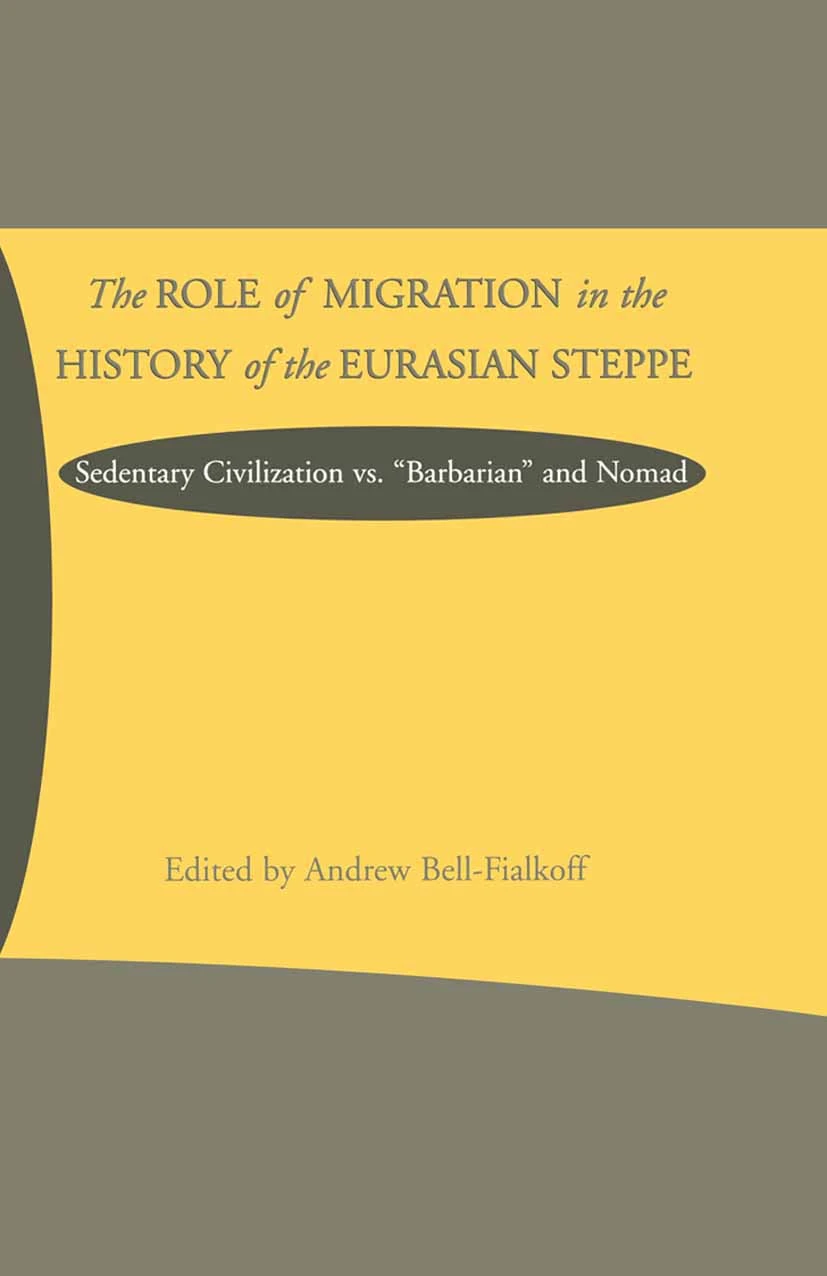 The ROLE of MIGRATION in the
HISTORY of the EURASIAN STEPPE
Sedentary Civilization vs. “Barbarian” and Nomad
Edited by Andrew Bell-Fialkoff